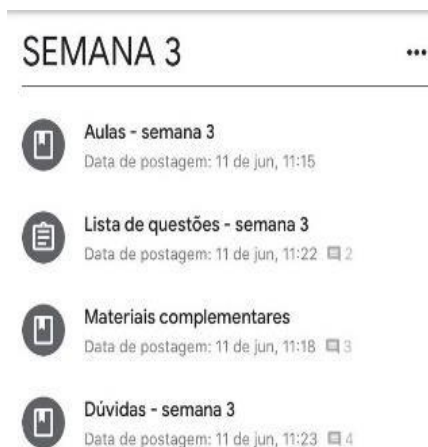 SEMANA 3
Aulas - semana 3
Data de postagem: 11 de jun, 11:15
Lista de questões - semana 3
Data de postagem: 11 de jun, 11:22 2
Materiais complementares
Data de postagem: 11 de jun, 11:18 3
Dúvidas - semana 3
Data de postagem: 11 de jun, 11:23 4